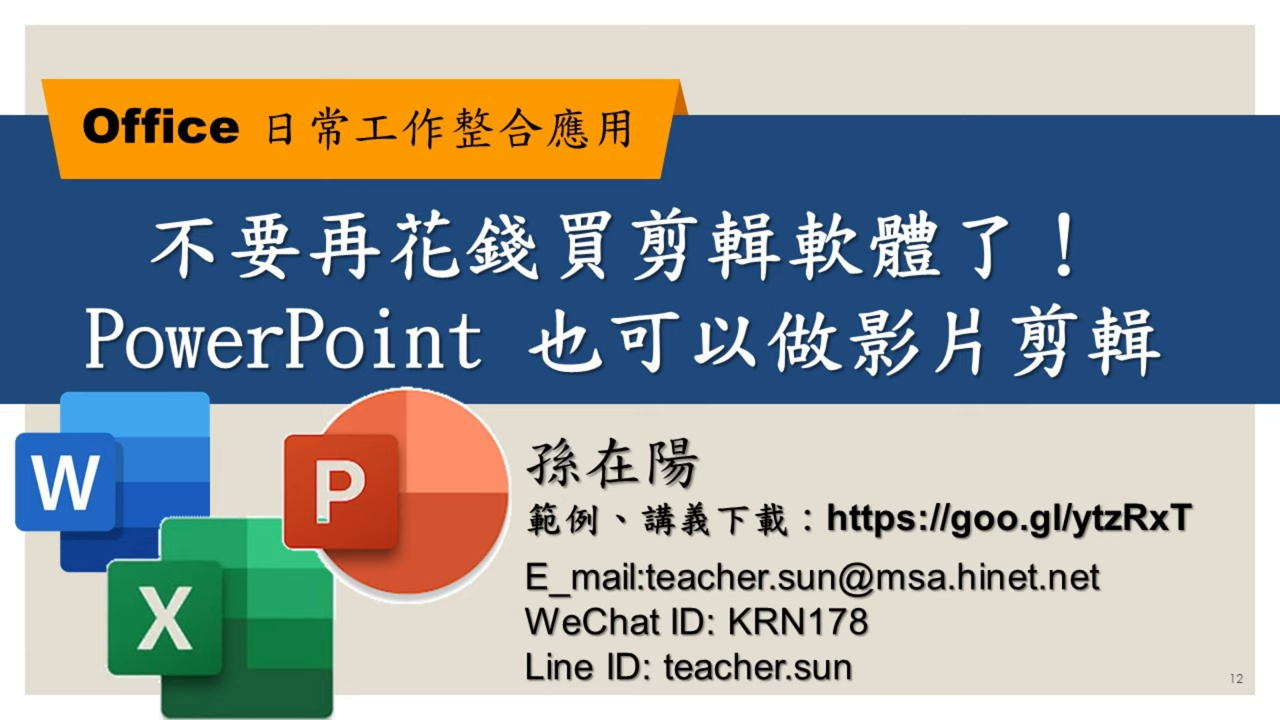 Office 日常工作整合應用
不要再花錢買剪輯軟體了！
PowerPoint 也可以做影片剪輯
W
P
X
孫在陽
範例、講義下載：https://goo.gl/ytzRxT
E_mail:teacher.sun@msa.hinet.net
WeChat ID: KRN178
Line ID: teacher.sun
12